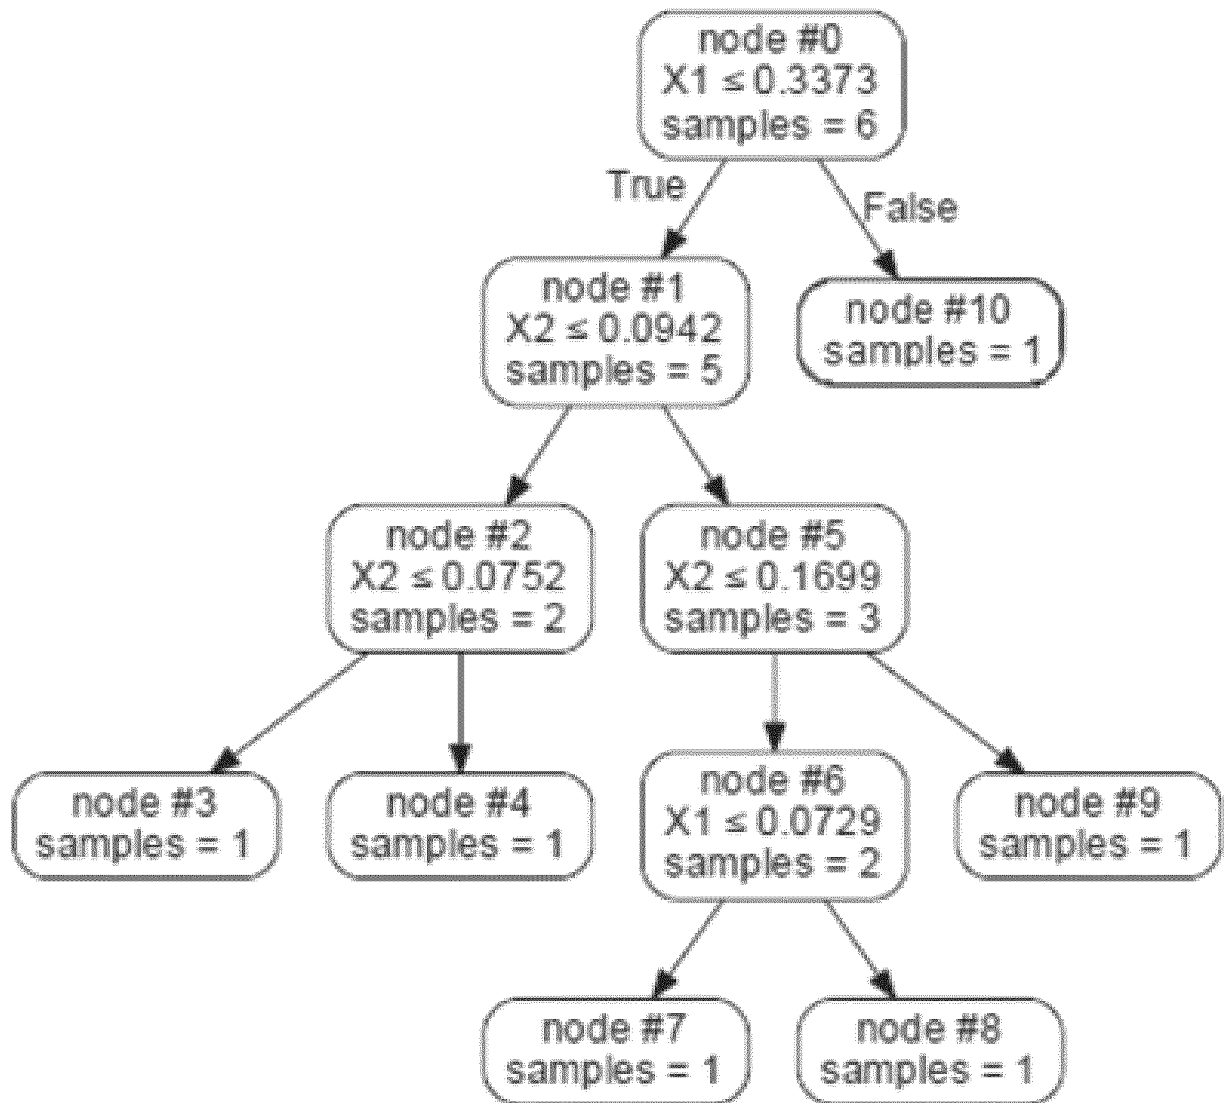 node #0
X1 ≤ 0.3373
samples = 6
True
False
node #1
X2 ≤ 0.0942
samples = 5
node #10
samples = 1
node #2
X2 ≤ 0.0752
samples = 2
node #5
X2 ≤ 0.1699
samples = 3
node #3
samples = 1
node #4
samples = 1
node #6
X1 ≤ 0.0729
samples = 2
node #9
samples = 1
node #7
samples = 1
node #8
samples = 1